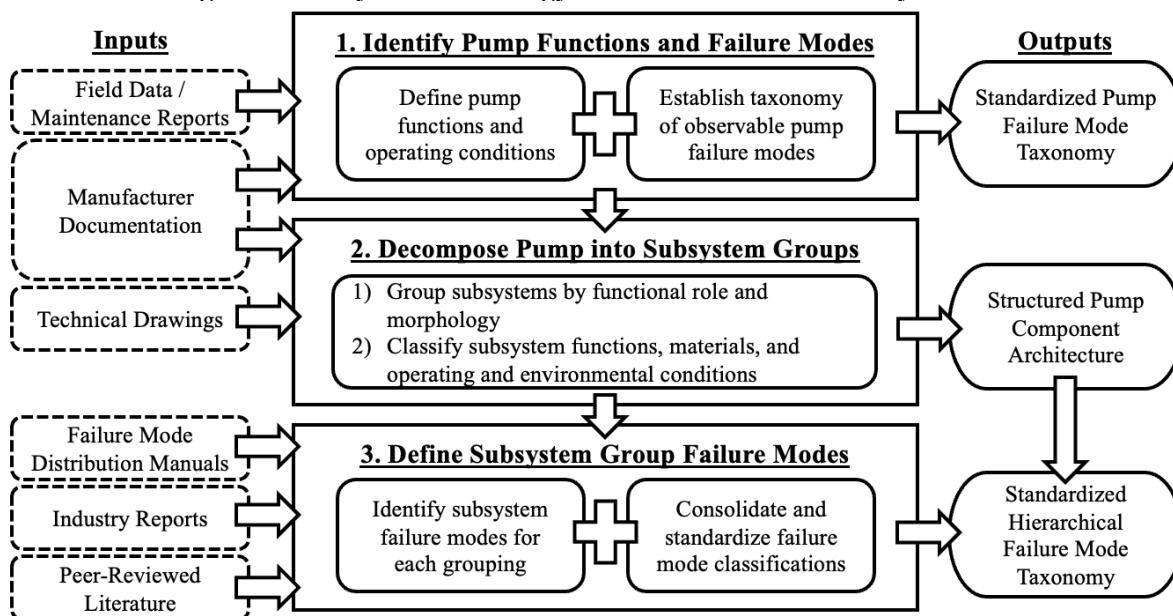 Inputs
Field Data /
Maintenance Reports
Manufacturer
Documentation
Technical Drawings
Failure Mode
Distribution Manuals
Industry Reports
Peer-Reviewed
Literature
1. Identify Pump Functions and Failure Modes
Define pump
functions and
operating conditions
Establish taxonomy
of observable pump
failure modes
2. Decompose Pump into Subsystem Groups
1) Group subsystems by functional role and
morphology
2) Classify subsystem functions, materials, and
operating and environmental conditions
3. Define Subsystem Group Failure Modes
Identify subsystem
failure modes for
each grouping
Consolidate and
standardize failure
mode classifications
Outputs
Standardized Pump
Failure Mode
Taxonomy
Structured Pump
Component
Architecture
Standardized
Hierarchical
Failure Mode
Taxonomy